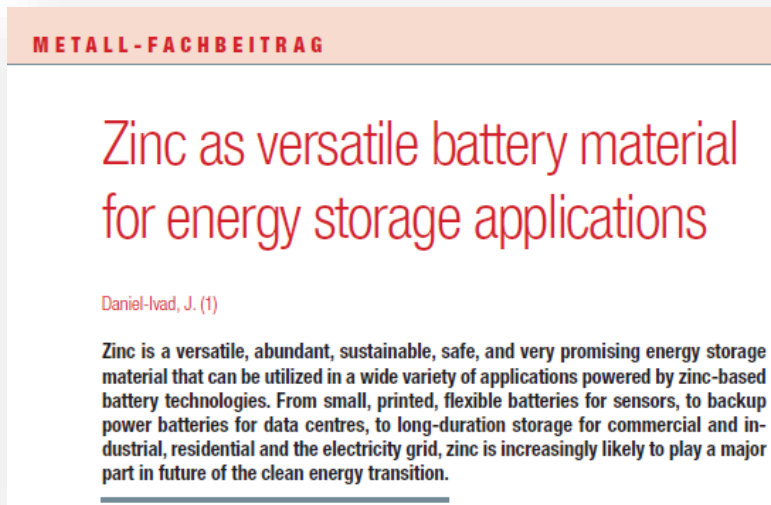 METALL-FACHBEITRAG
Zinc as versatile battery material
for energy storage applications
Daniel-Ivad, J. (1)
Zinc is a versatile, abundant, sustainable, safe, and very promising energy storage
material that can be utilized in a wide variety of applications powered by zinc-based
battery technologies. From small, printed, flexible batteries for sensors, to backup
power batteries for data centres, to long-duration storage for commercial and in-
dustrial, residential and the electricity grid, zinc is increasingly likely to play a major
part in future of the clean energy transition.